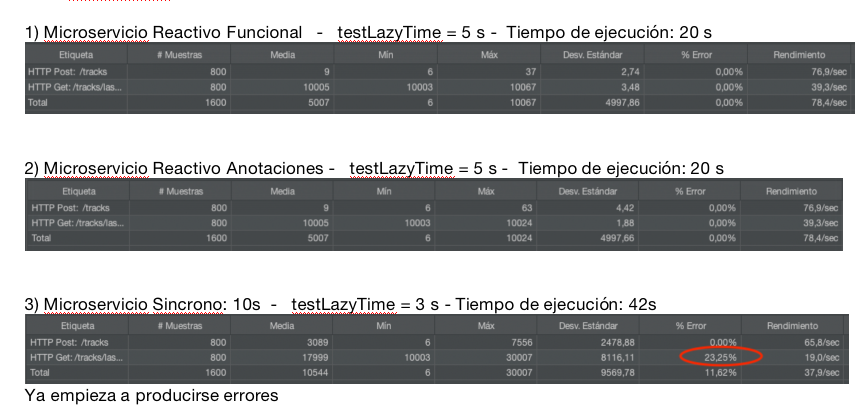 1) Microservicio Reactivo Funcional - testLazyTime = 5 s - Tiempo de ejecución: 20 s
Etiqueta # Muestras Media Mín Máx Desv. Estándar % Error Rendimiento
HTTP Post: /tracks 800 9 6 37 2,74 0,00% 76,9/sec
HTTP Get: /tracks/las... 800 10005 10003 10067 3,48 0,00% 39,3/sec
Total 1600 5007 6 10067 4997,86 0,00% 78,4/sec
2) Microservicio Reactivo Anotaciones - testLazyTime = 5 s - Tiempo de ejecución: 20 s
Etiqueta # Muestras Media Mín Máx Desv. Estándar % Error Rendimiento
HTTP Post: /tracks 800 9 6 63 4,42 0,00% 76,9/sec
HTTP Get: /tracks/las... 800 10005 10003 10024 1,88 0,00% 39,3/sec
Total 1600 5007 6 10024 4997,66 0,00% 78,4/sec
3) Microservicio Sincrono: 10s - testLazyTime = 3 s - Tiempo de ejecución: 42s
Etiqueta # Muestras Media Mín Máx Desv. Estándar % Error Rendimiento
HTTP Post: /tracks 800 3089 6 7556 2478,88 0,00% 65,8/sec
HTTP Get: /tracks/las... 800 17999 10003 30007 8116,11 23,25% 19,0/sec
Total 1600 10544 6 30007 9569,78 11,62% 37,9/sec
Ya empieza a producirse errores